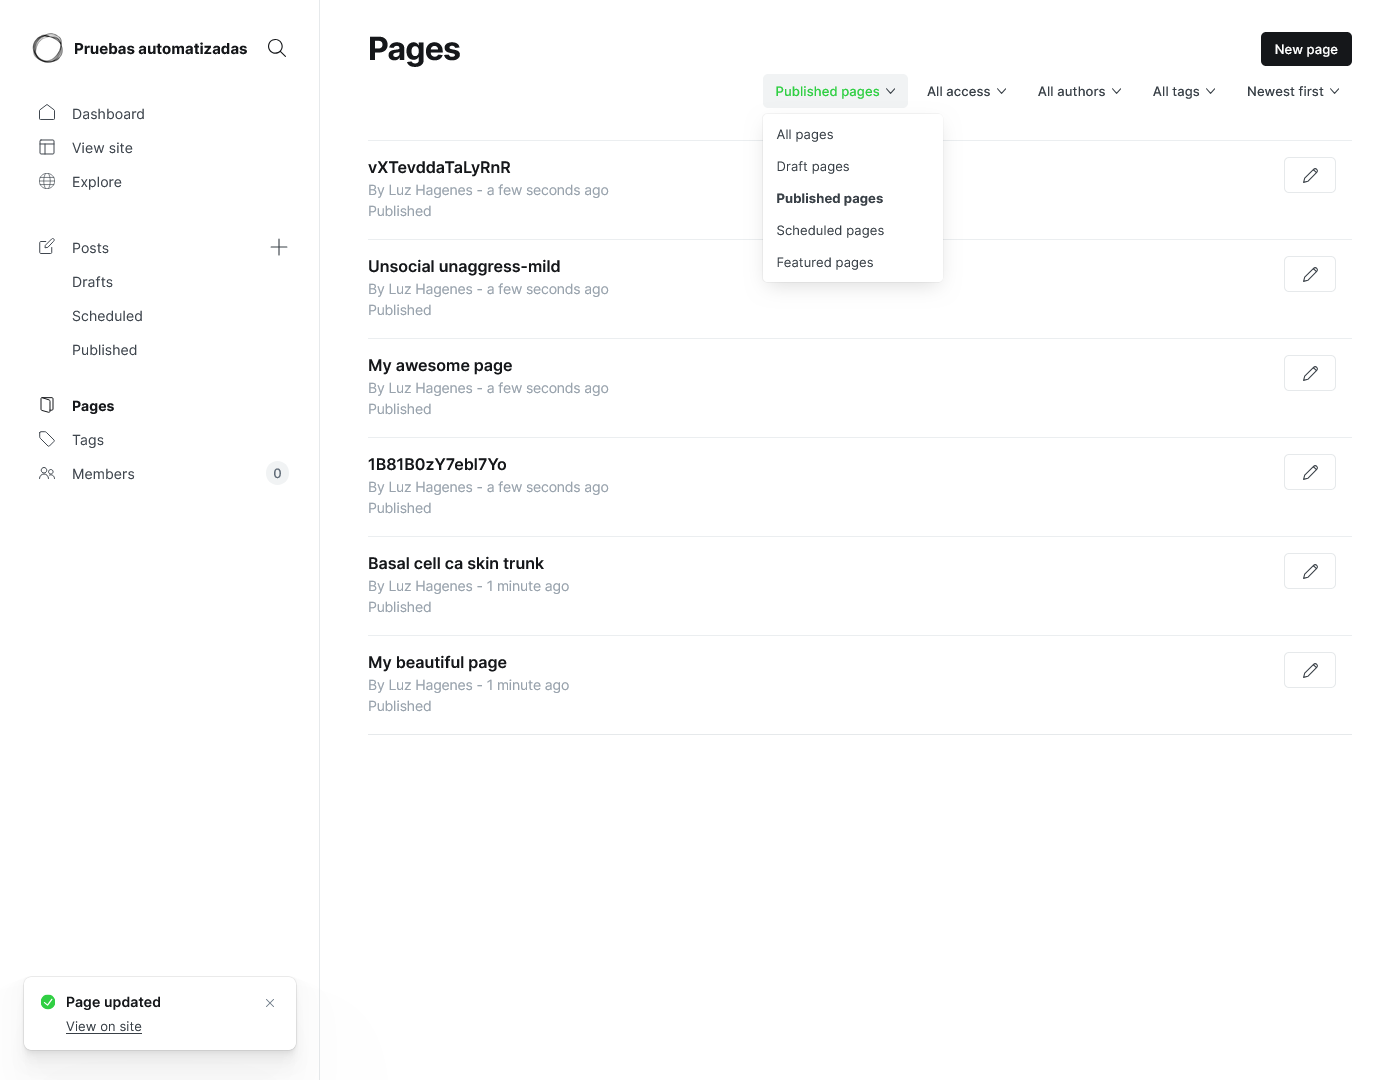 Pruebas automatizadas
Dashboard
View site
Explore
Posts
Drafts
Scheduled
Published
Pages
Tags
Members
0
Page updated
View on site
Pages
New page
Published pages
All access
All authors
All tags
Newest first
All pages
Draft pages
Published pages
Scheduled pages
Featured pages
vXTevddaTaLyRnR
By Luz Hagenes - a few seconds ago
Published
Unsocial unaggress-mild
By Luz Hagenes - a few seconds ago
Published
My awesome page
By Luz Hagenes - a few seconds ago
Published
1B81B0zY7ebI7Yo
By Luz Hagenes - a few seconds ago
Published
Basal cell ca skin trunk
By Luz Hagenes - 1 minute ago
Published
My beautiful page
By Luz Hagenes - 1 minute ago
Published